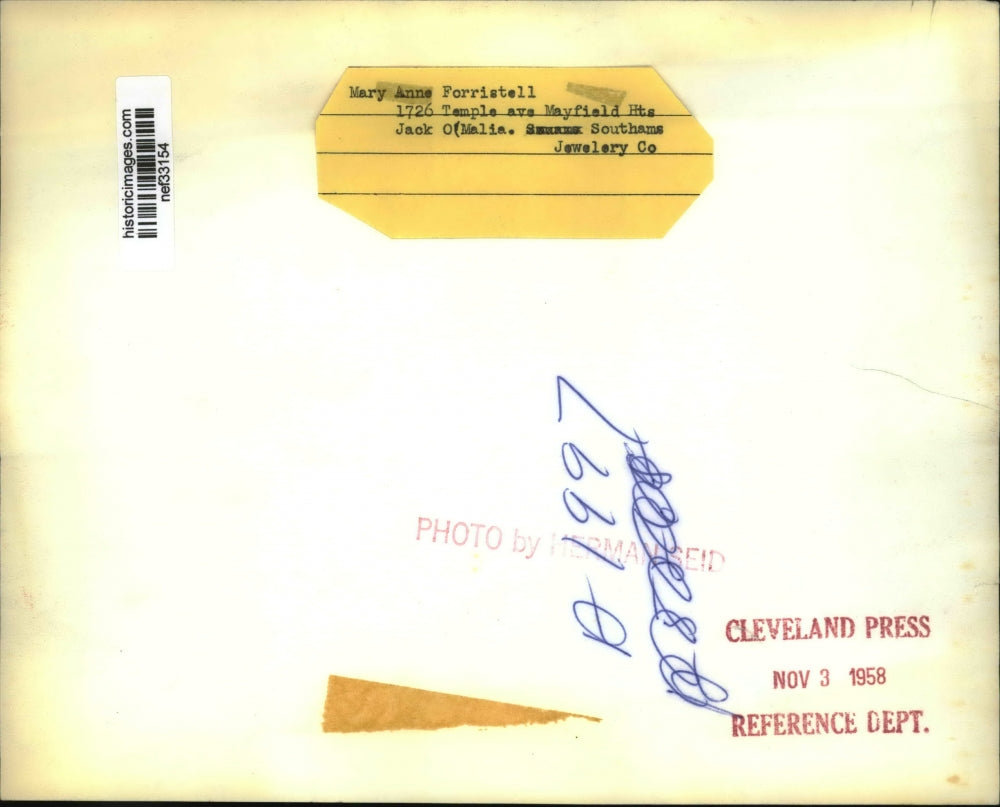 historicimages.com
nef33154
Mary Anne Forristell
1726 Temple ave Mayfield Hts
Jack O(Malia. Southams
Jewelery Co
A-1997
PHOTO by HERMAN SEID
CLEVELAND PRESS
NOV 3 1958
REFERENCE DEPT.